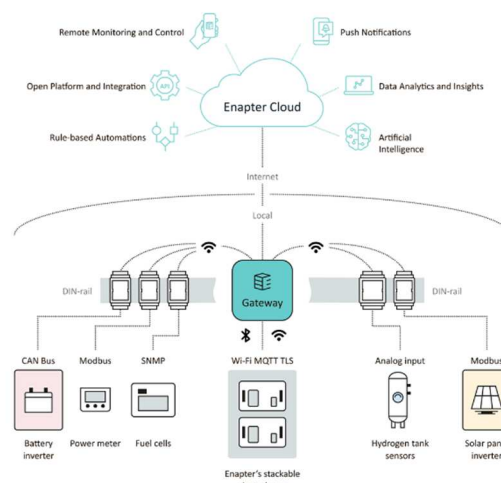 Remote Monitoring and Control
Push Notifications
Open Platform and Integration
API
Data Analytics and Insights
Enapter Cloud
Rule-based Automations
Artificial
Intelligence
Internet
Local
DIN-rail
Gateway
DIN-rail
CAN Bus
Modbus
SNMP
Wi-Fi MQTT TLS
Analog input
Modbus
Battery
inverter
Power meter
Fuel cells
Hydrogen tank
sensors
Solar pan
inverter
Enapter's stackable